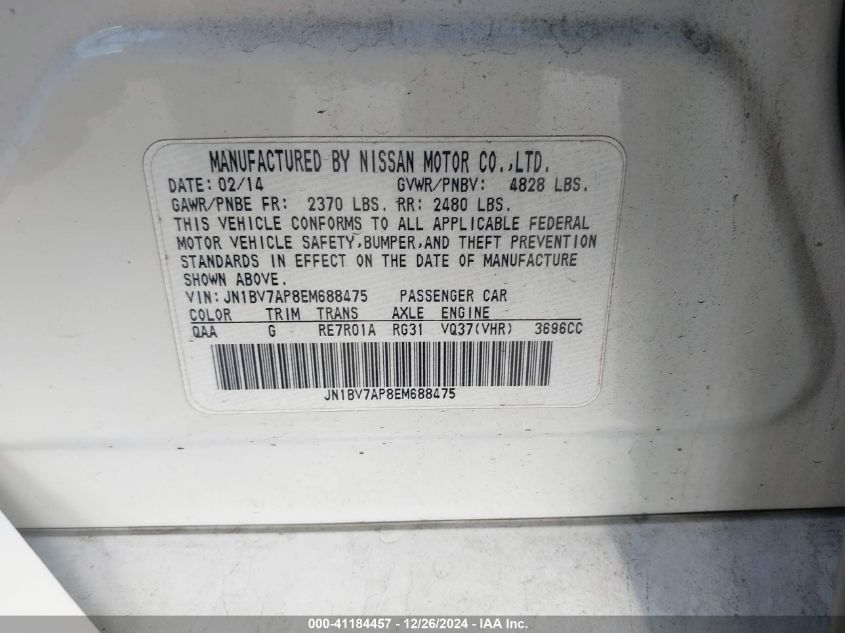 MANUFACTURED BY NISSAN MOTOR CO.,LTD.
DATE: 02/14 GVWR/PNBV: 4828 LBS.
GAWR/PNBE FR: 2370 LBS. RR: 2480 LBS.
THIS VEHICLE CONFORMS TO ALL APPLICABLE FEDERAL
MOTOR VEHICLE SAFETY,BUMPER,AND THEFT PREVENTION
STANDARDS IN EFFECT ON THE DATE OF MANUFACTURE
SHOWN ABOVE.
VIN: JN1BV7AP8EM688475 PASSENGER CAR
COLOR TRIM TRANS AXLE ENGINE
QAA G RE7R01A RG31 VQ37(VHR) 3696CC
JN1BV7AP8EM688475
000-41184457 - 12/26/2024 - IAA Inc.